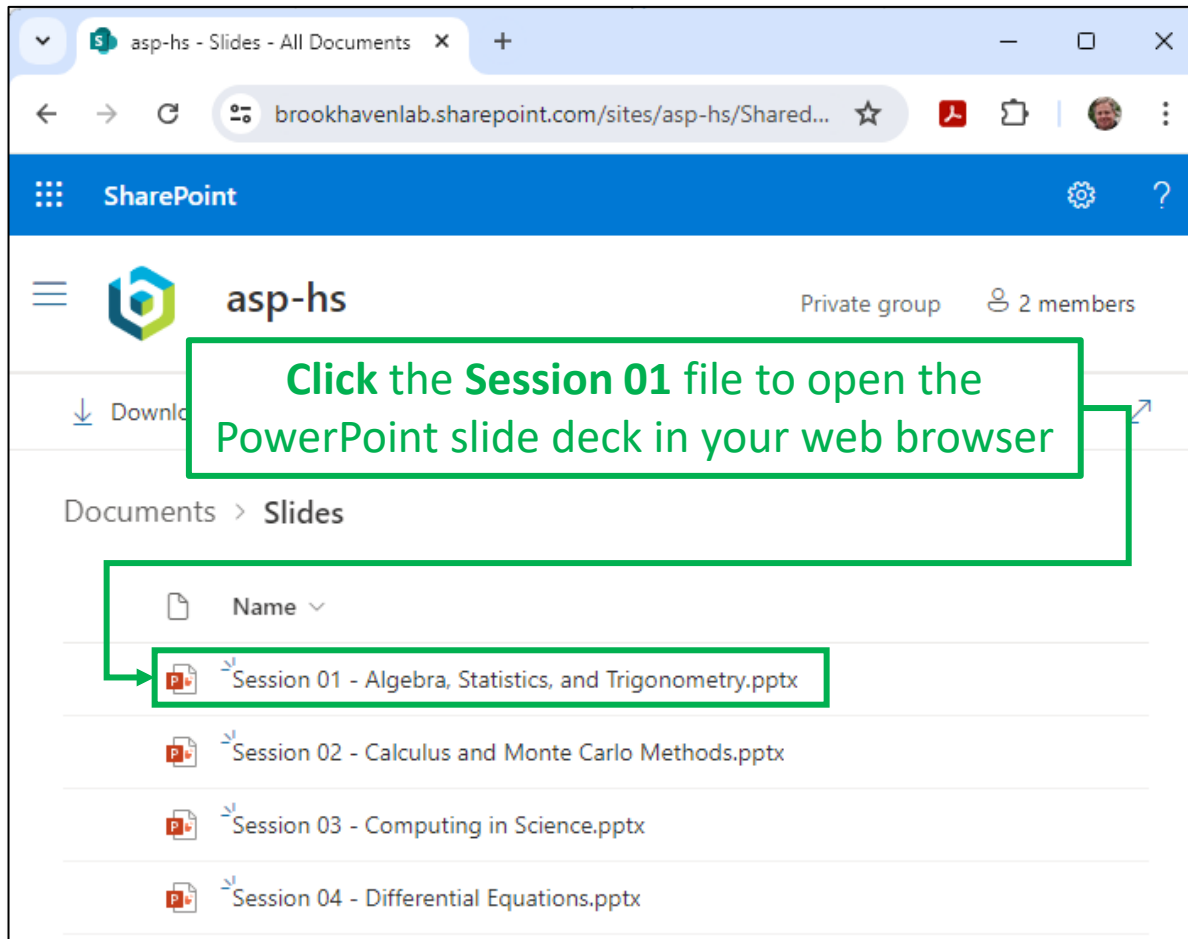 asp-hs - Slides - All Documents
brookhavenlab.sharepoint.com/sites/asp-hs/Shared...
SharePoint
?
asp-hs
Private group 2 members
Click the Session 01 file to open the
PowerPoint slide deck in your web browser
Downlo
Documents > Slides
Name
Session 01 - Algebra, Statistics, and Trigonometry.pptx
Session 02 - Calculus and Monte Carlo Methods.pptx
Session 03 - Computing in Science.pptx
Session 04 - Differential Equations.pptx